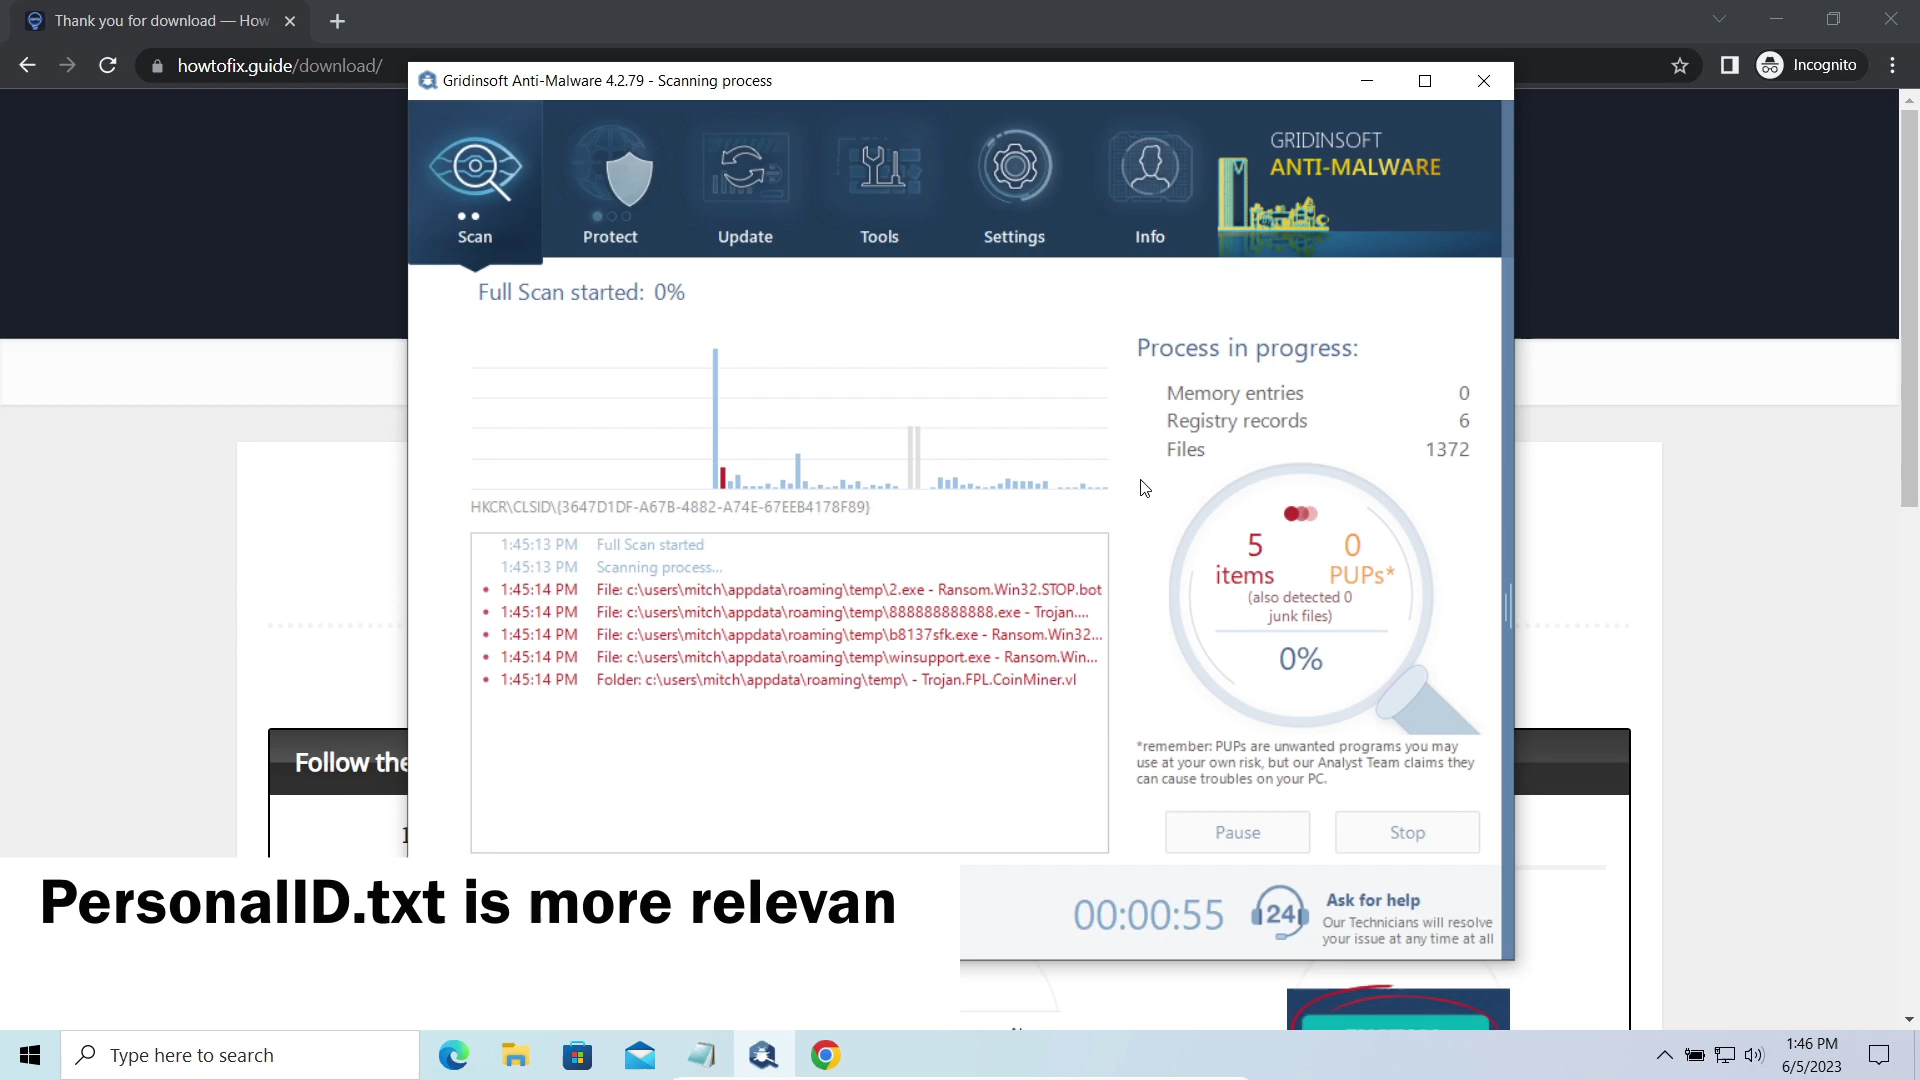 Thank you for download — How
howtofix.guide/download/
Incognito
Gridinsoft Anti-Malware 4.2.79 - Scanning process
Scan
Protect
Update
Tools
Settings
Info
GRIDINSOFT
ANTI-MALWARE
Full Scan started: 0%
Process in progress:
Memory entries 0
Registry records 6
Files 1372
HKCR\CLSID\{3647D1DF-A67B-4882-A74E-67EEB4178F89}
1:45:13 PM Full Scan started
1:45:13 PM Scanning process...
1:45:14 PM File: c:\users\mitch\appdata\roaming\temp\2.exe - Ransom.Win32.STOP.bot
1:45:14 PM File: c:\users\mitch\appdata\roaming\temp\888888888888.exe - Trojan....
1:45:14 PM File: c:\users\mitch\appdata\roaming\temp\b8137sfk.exe - Ransom.Win32...
1:45:14 PM File: c:\users\mitch\appdata\roaming\temp\winsupport.exe - Ransom.Win...
1:45:14 PM Folder: c:\users\mitch\appdata\roaming\temp\ - Trojan.FPL.CoinMiner.vl
5 0
items PUPs*
(also detected 0
junk files)
0%
*remember: PUPs are unwanted programs you may
use at your own risk, but our Analyst Team claims they
can cause troubles on your PC.
Pause
Stop
Follow the
1
PersonalID.txt is more relevan
00:00:55
24
Ask for help
Our Technicians will resolve
your issue at any time at all
Type here to search
1:46 PM
6/5/2023